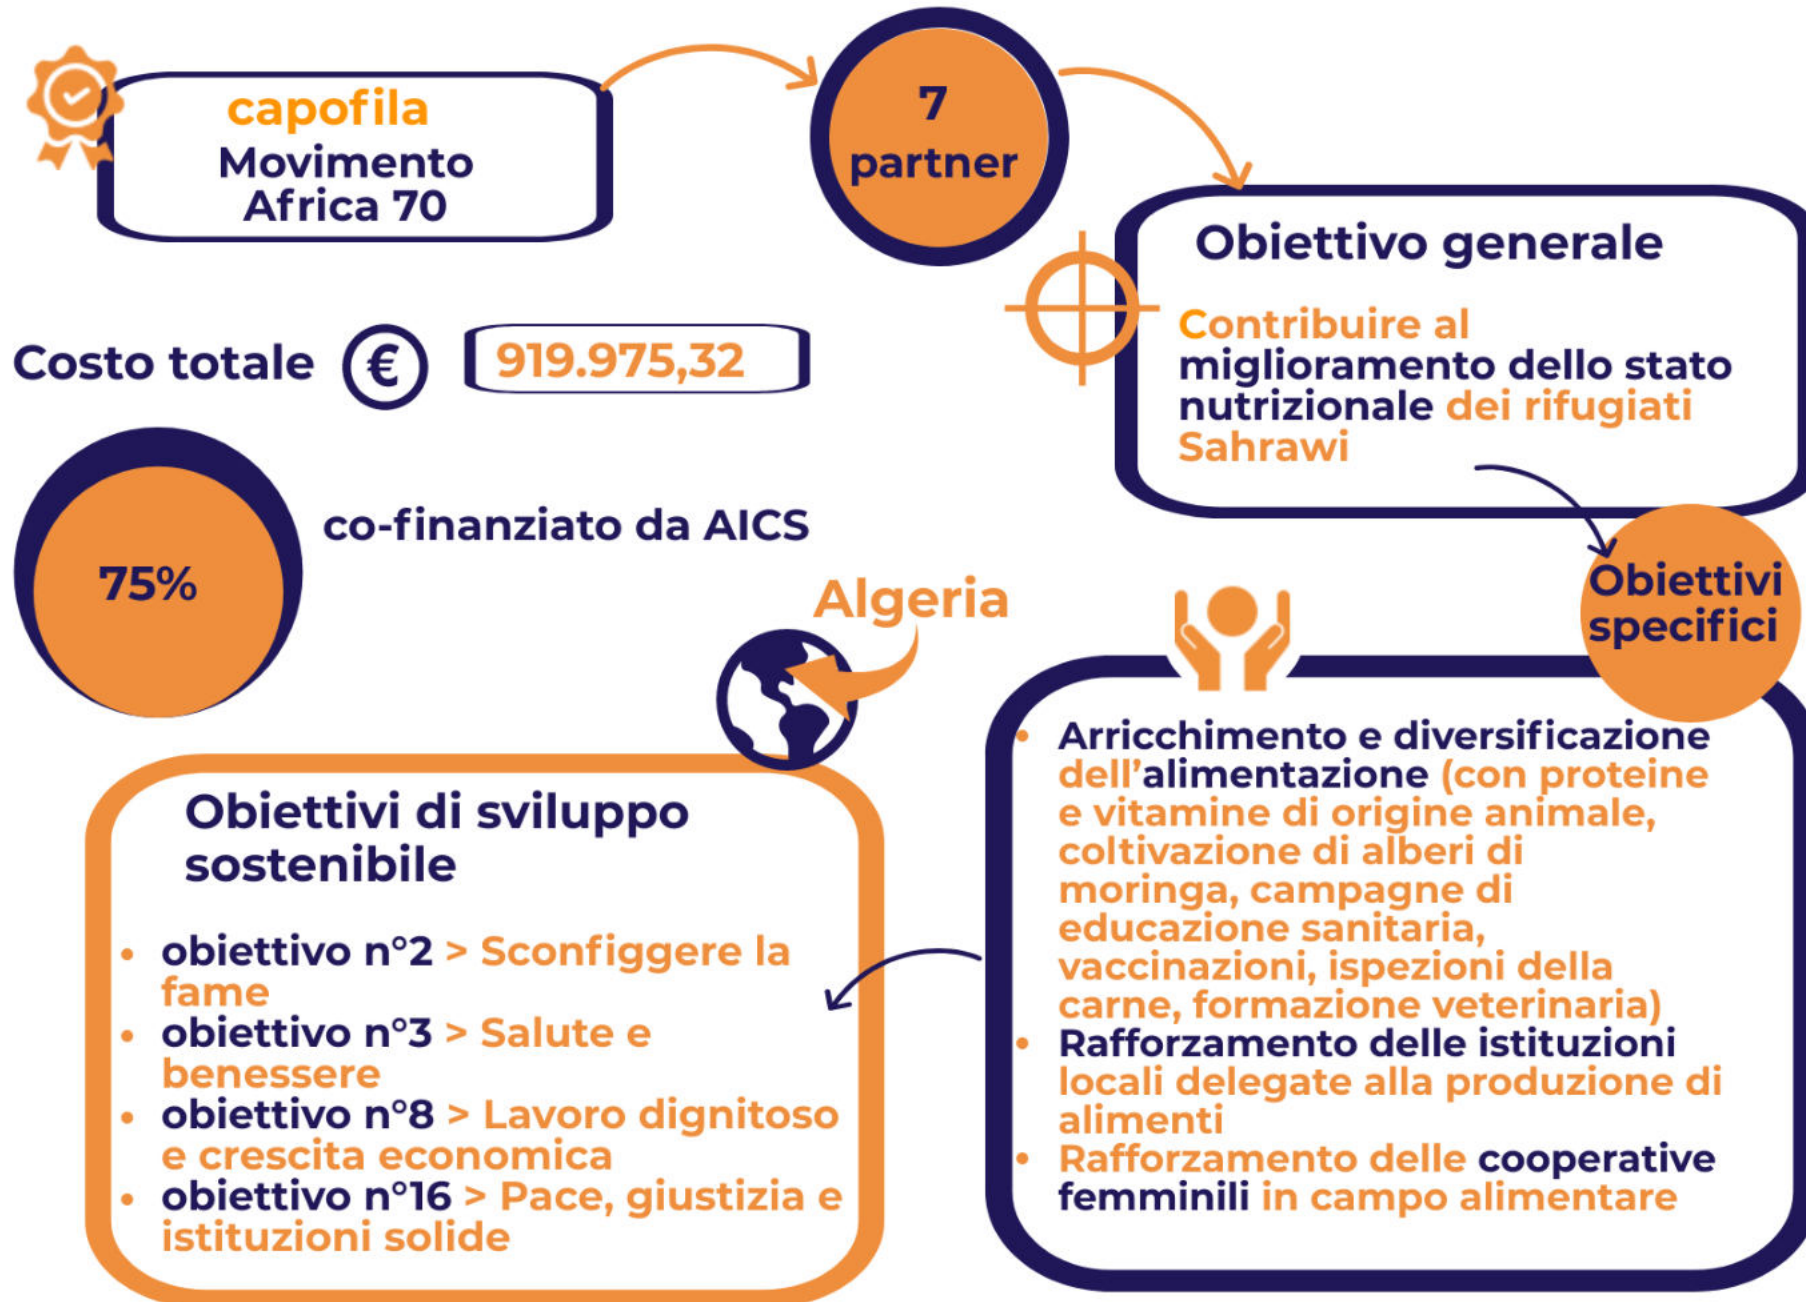 capofila
Movimento
Africa 70
7
partner
Obiettivo generale
Contribuire al
miglioramento dello stato
nutrizionale dei rifugiati
Sahrawi
Costo totale € 919.975,32
75%
co-finanziato da AICS
Algeria
Obiettivi
specifici
• Arricchimento e diversificazione
dell'alimentazione (con proteine
e vitamine di origine animale,
coltivazione di alberi di
moringa, campagne di
educazione sanitaria,
vaccinazioni, ispezioni della
carne, formazione veterinaria)
• Rafforzamento delle istituzioni
locali delegate alla produzione di
alimenti
• Rafforzamento delle cooperative
femminili in campo alimentare
Obiettivi di sviluppo
sostenibile
• obiettivo n°2 > Sconfiggere la
fame
• obiettivo n°3 > Salute e
benessere
• obiettivo n°8 > Lavoro dignitoso
e crescita economica
• obiettivo n°16 > Pace, giustizia e
istituzioni solide